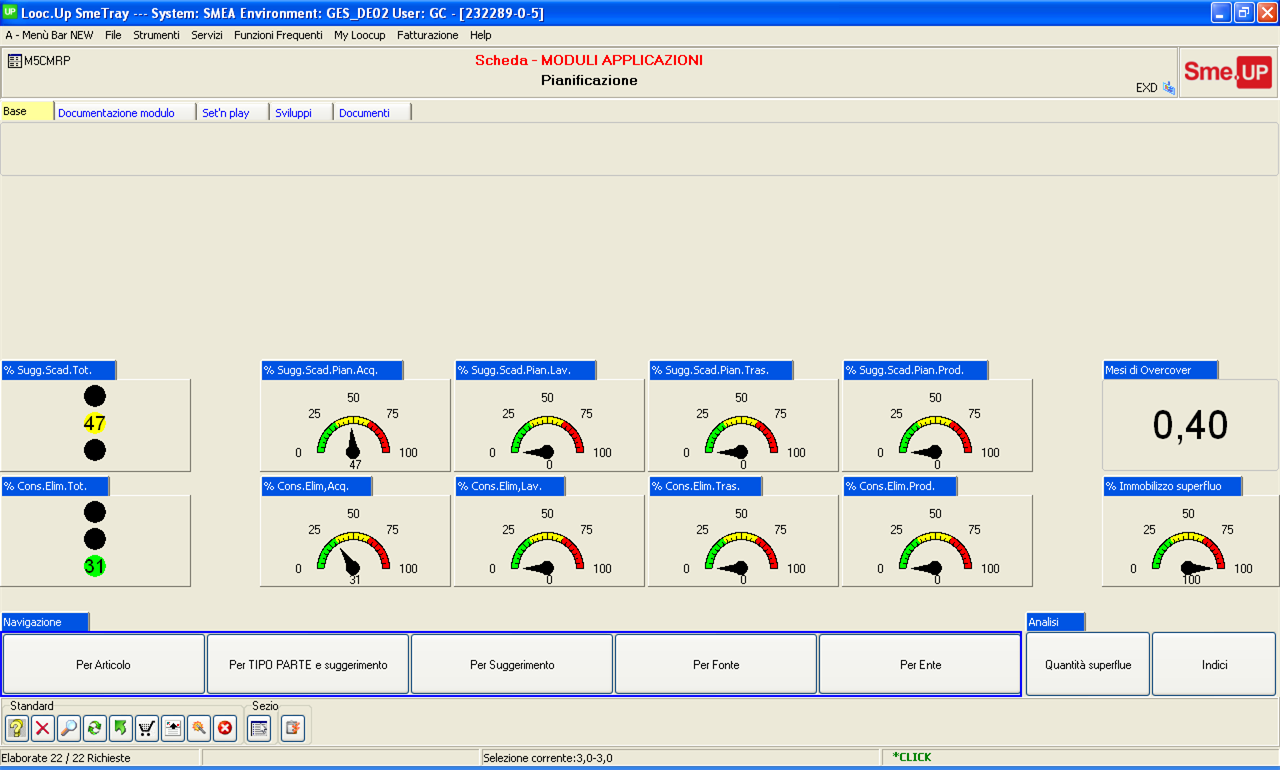 UP Looc.Up SmeTray --- System: SMEA Environment: GES_DE02 User: GC - [232289-0-5]
A - Menù Bar NEW File Strumenti Servizi Funzioni Frequenti My Loocup Fatturazione Help
M5CMRP
Scheda - MODULI APPLICAZIONI
Pianificazione
EXD
Sme.UP
Base Documentazione modulo Set'n play Sviluppi Documenti
% Sugg.Scad.Tot.
47
% Sugg.Scad.Pian.Acq.
0 25 50 75 100
47
% Sugg.Scad.Pian.Lav.
0 25 50 75 100
0
% Sugg.Scad.Pian.Tras.
0 25 50 75 100
0
% Sugg.Scad.Pian.Prod.
0 25 50 75 100
0
Mesi di Overcover
0,40
% Cons.Elim.Tot.
31
% Cons.Elim,Acq.
0 25 50 75 100
31
% Cons.Elim,Lav.
0 25 50 75 100
0
% Cons.Elim.Tras.
0 25 50 75 100
0
% Cons.Elim.Prod.
0 25 50 75 100
0
% Immobilizzo superfluo
0 25 50 75 100
100
Navigazione
Per Articolo
Per TIPO PARTE e suggerimento
Per Suggerimento
Per Fonte
Per Ente
Analisi
Quantità superflue
Indici
Standard
Sezio
Elaborate 22 / 22 Richieste
Selezione corrente:3,0-3,0
*CLICK